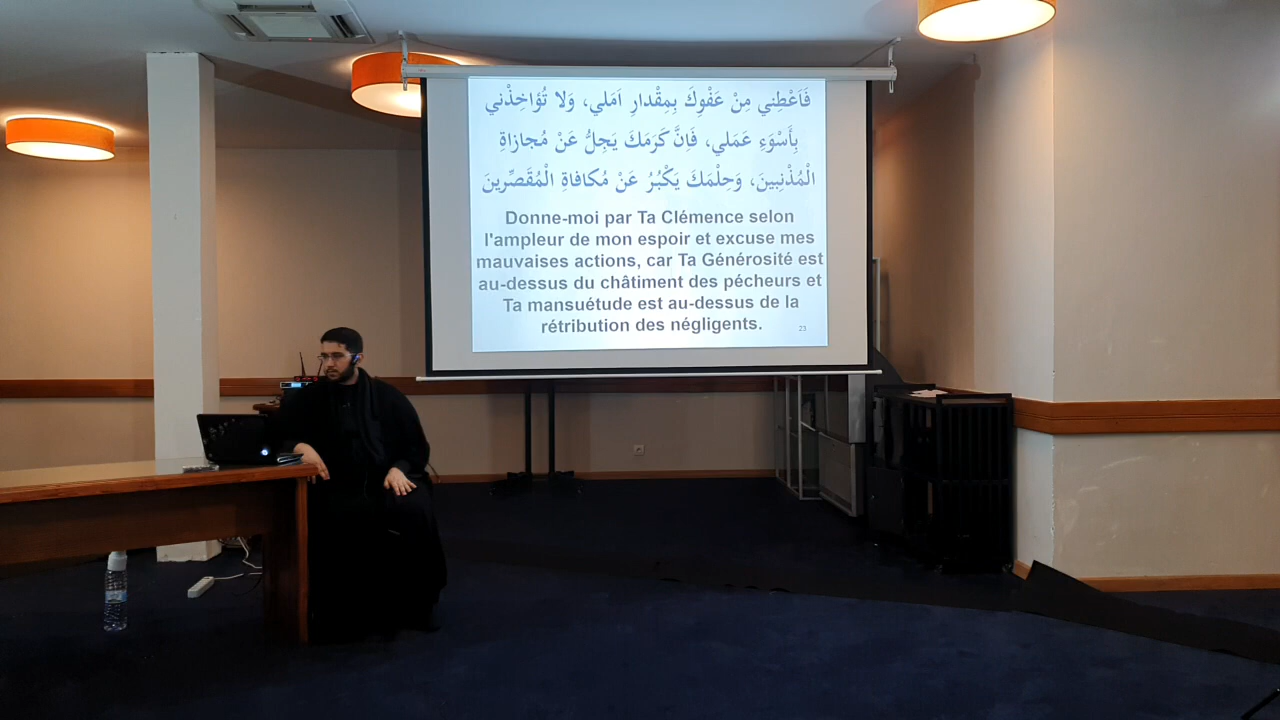 فَاَعْطِني مِنْ عَفْوِكَ بِمِقْدارِ اَمَلي، وَلا تُؤاخِذْني
بِأَسْوَءِ عَمَلي، فَاِنَّ كَرَمَكَ يَجِلُّ عَنْ مُجازاةِ
الْمُذْنِبينَ، وَحِلْمَكَ يَكْبُرُ عَنْ مُكافاةِ الْمُقَصِّرينَ
Donne-moi par Ta Clémence selon
l'ampleur de mon espoir et excuse mes
mauvaises actions, car Ta Générosité est
au-dessus du châtiment des pécheurs et
Ta mansuétude est au-dessus de la
rétribution des négligents.
23